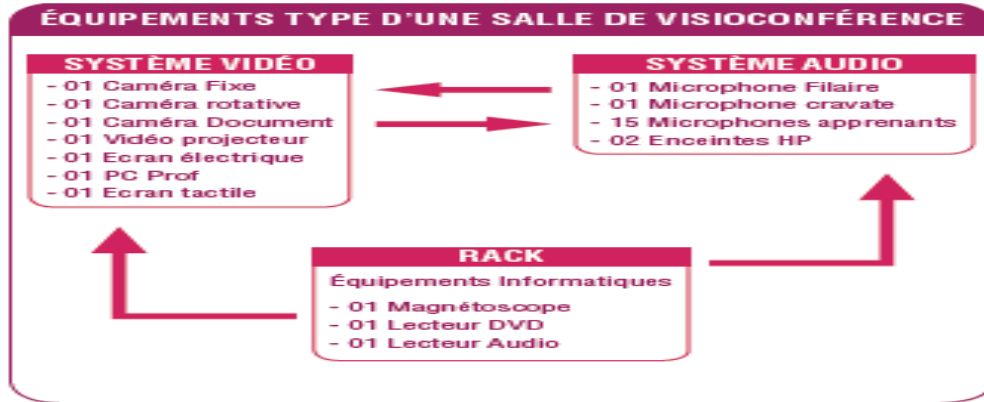 ÉQUIPEMENTS TYPE D'UNE SALLE DE VISIOCONFÉRENCE
SYSTÈME VIDÉO
- 01 Caméra Fixe
- 01 Caméra rotative
- 01 Caméra Document
- 01 Vidéo projecteur
- 01 Ecran électrique
- 01 PC Prof
- 01 Ecran tactile
SYSTÈME AUDIO
- 01 Microphone Filaire
- 01 Microphone cravate
- 15 Microphones apprenants
- 02 Enceintes HP
RACK
Équipements Informatiques
- 01 Magnétoscope
- 01 Lecteur DVD
- 01 Lecteur Audio